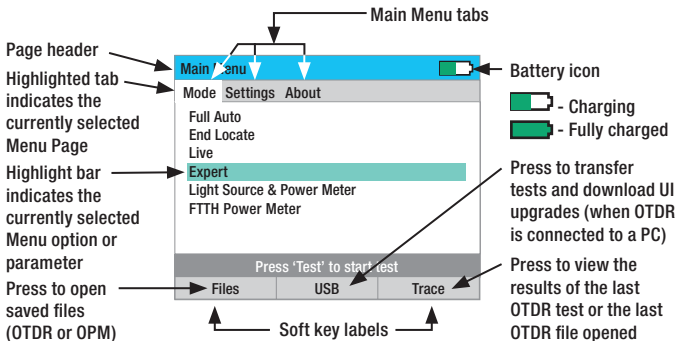 Main Menu tabs
Page header
Highlighted tab
indicates the
currently selected
Menu Page
Highlight bar
indicates the
currently selected
Menu option or
parameter
Press to open
saved files
(OTDR or OPM)
Main Menu
Mode Settings About
Full Auto
End Locate
Live
Expert
Light Source & Power Meter
FTTH Power Meter
Press ‘Test’ to start test
Files USB Trace
Soft key labels
Battery icon
- Charging
- Fully charged
Press to transfer
tests and download UI
upgrades (when OTDR
is connected to a PC)
Press to view the
results of the last
OTDR test or the last
OTDR file opened